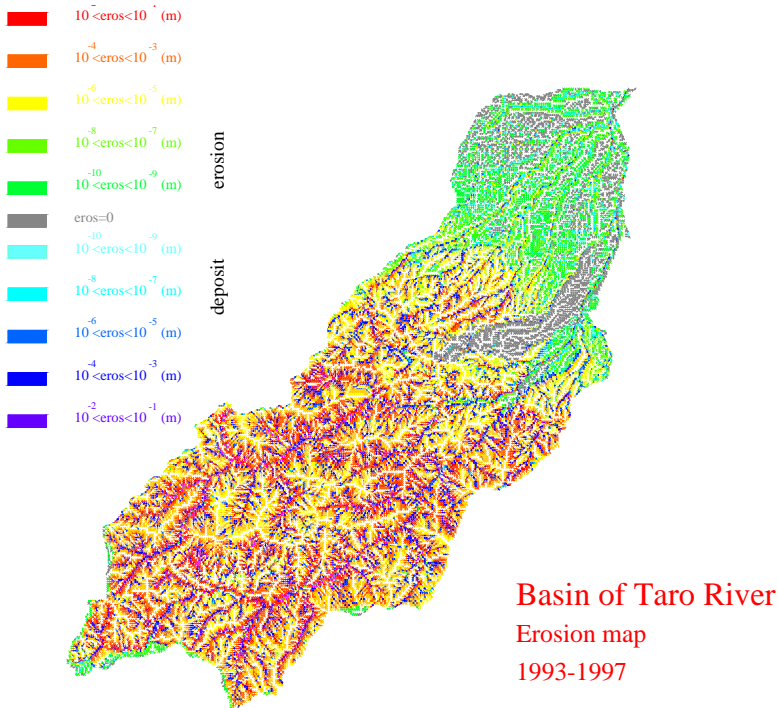 10^-2<eros<10^-1 (m)
10^-4<eros<10^-3 (m)
10^-6<eros<10^-5 (m)
10^-8<eros<10^-7 (m)
10^-10<eros<10^-9 (m)
erosion
eros=0
10^-10<eros<10^-9 (m)
10^-8<eros<10^-7 (m)
deposit
10^-6<eros<10^-5 (m)
10^-4<eros<10^-3 (m)
10^-2<eros<10^-1 (m)
Basin of Taro River
Erosion map
1993-1997